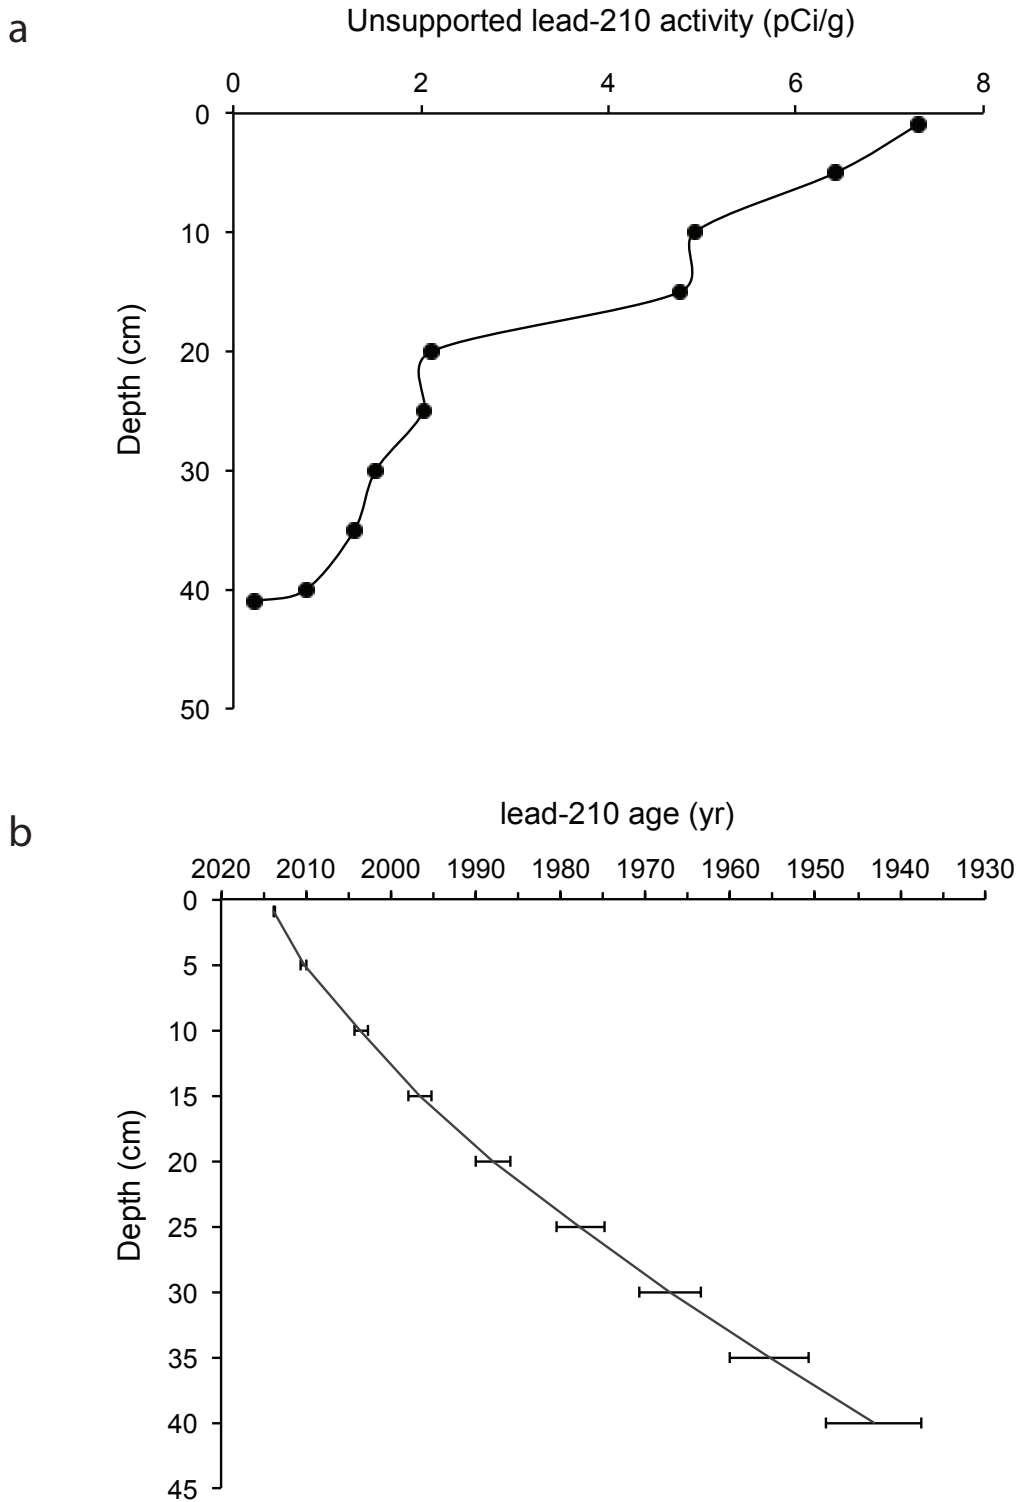 a
Unsupported lead-210 activity (pCi/g)
0 2 4 6 8
0
10
20
30
40
50
Depth (cm)
b
lead-210 age (yr)
2020 2010 2000 1990 1980 1970 1960 1950 1940 1930
0
5
10
15
20
25
30
35
40
45
Depth (cm)